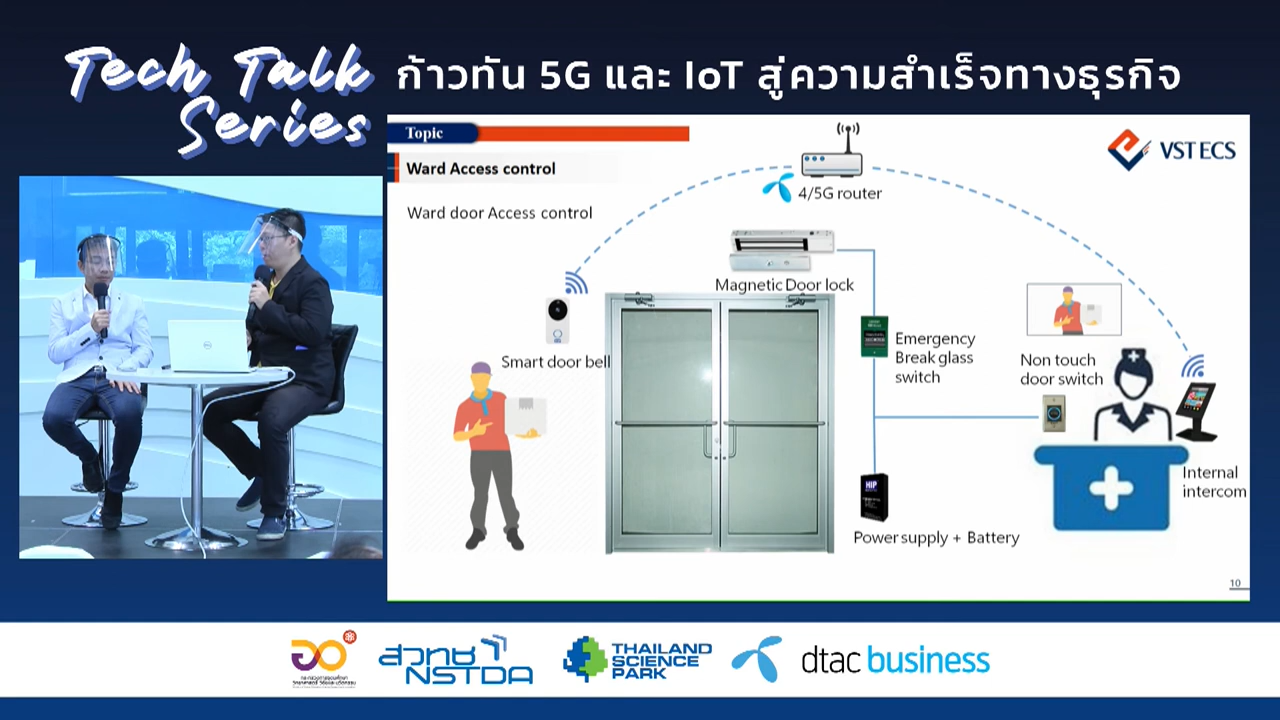 Tech Talk
Series
ก้าวทัน 5G และ IoT สู่ความสำเร็จทางธุรกิจ
Topic
VSTECS
Ward Access control
Ward door Access control
4/5G router
Magnetic Door lock
Smart door bell
Emergency
Break glass
switch
Non touch
door switch
HIP
Internal
intercom
Power supply + Battery
10
สวทช
NSTDA
THAILAND
SCIENCE
PARK
dtac business